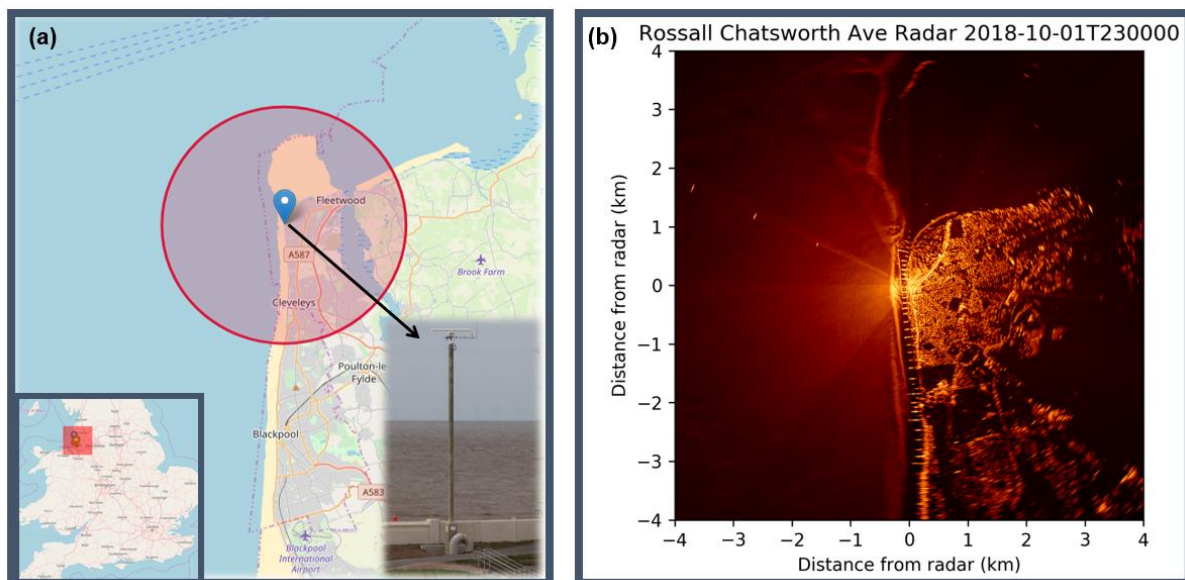 (a)
Fleetwood
A587
Brook Farm
Cleveleys
Poulton-le
Fylde
Blackpool
A583
Blackpool
International
Airport
(b)
Rossall Chatsworth Ave Radar 2018-10-01T230000
Distance from radar (km)
4
3
2
1
0
−1
−2
−3
−4
−4 −3 −2 −1 0 1 2 3 4
Distance from radar (km)